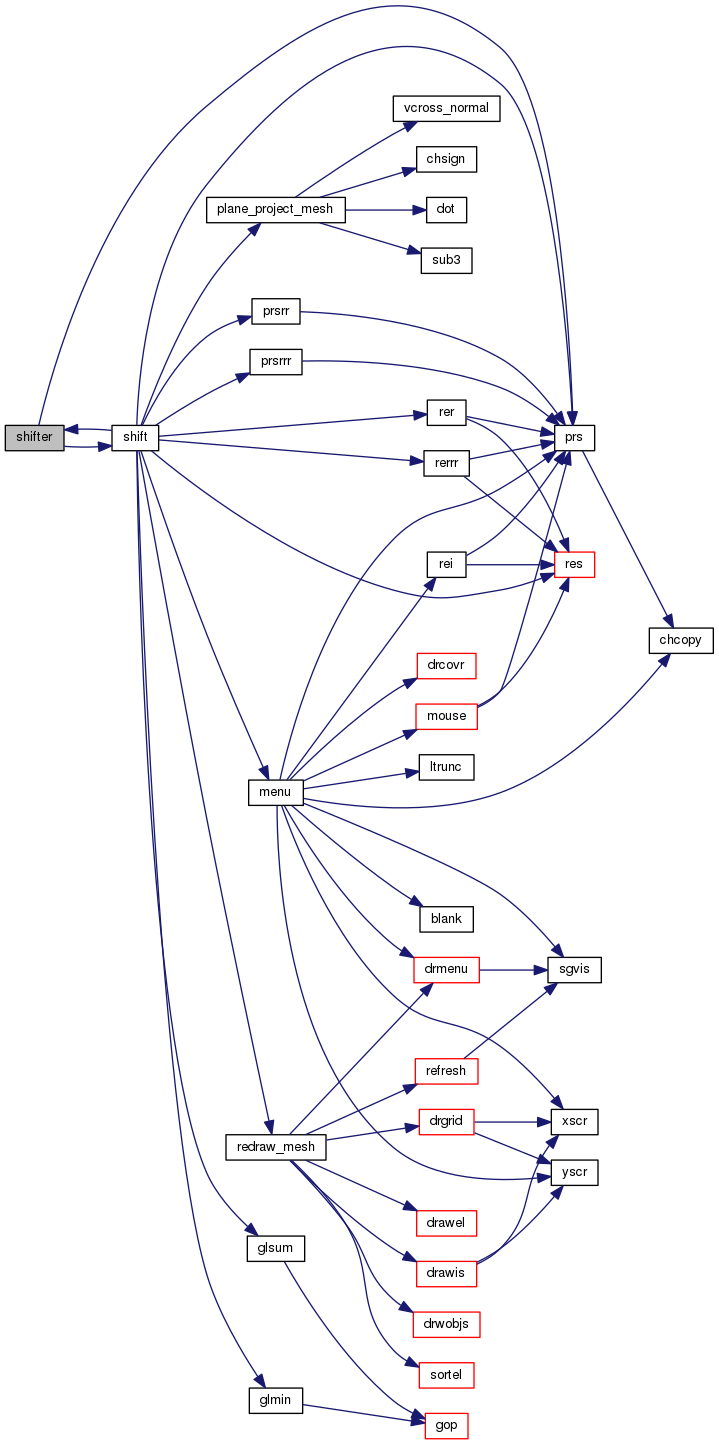 vcross_normal
chsign
plane_project_mesh
dot
sub3
prsrr
prsrrr
rer
shifter
shift
prs
rerrr
rei
res
chcopy
drcovr
mouse
ltrunc
menu
blank
drmenu
sgvis
refresh
drgrid
xscr
redraw_mesh
yscr
drawel
glsum
drawis
drwobjs
sortel
glmin
gop